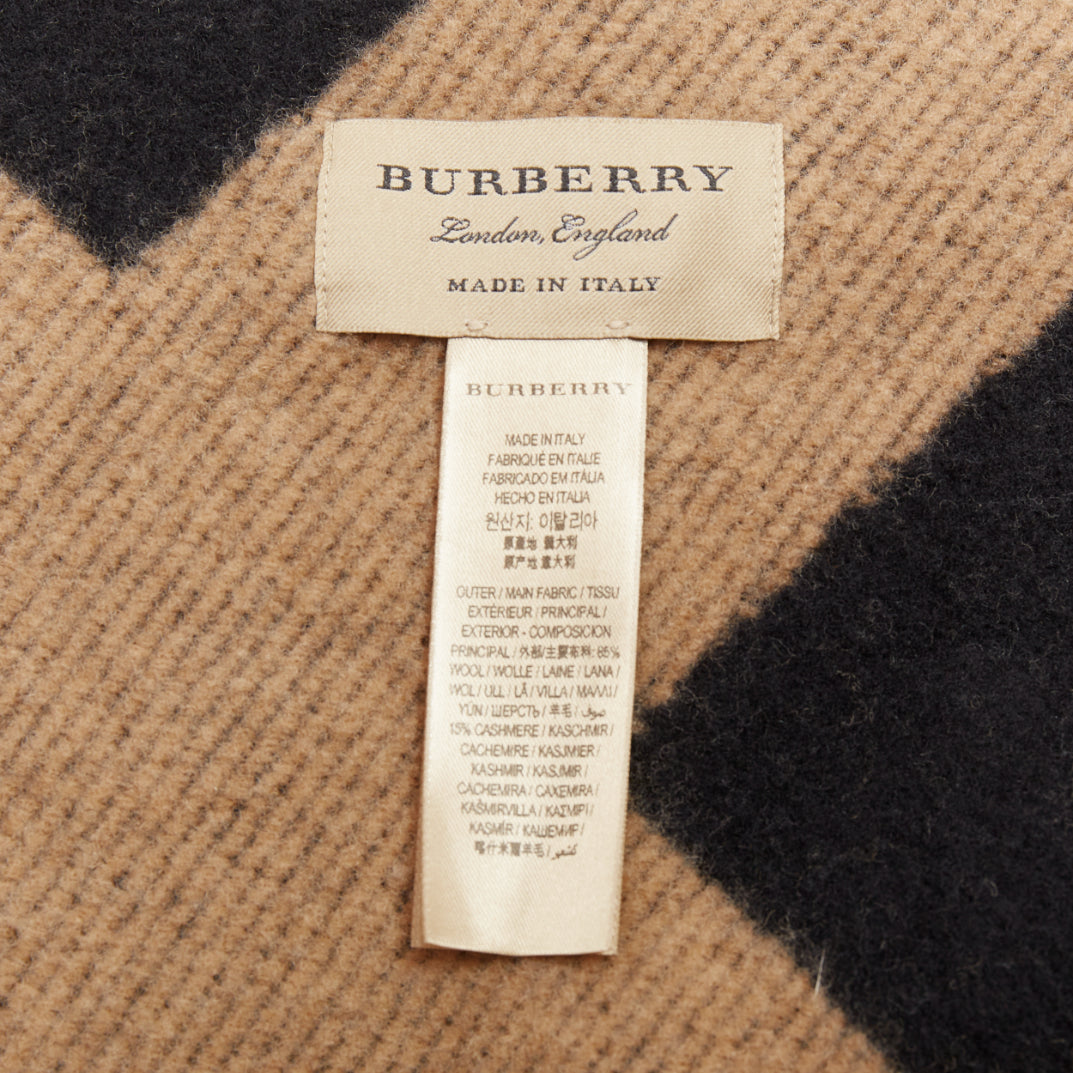 BURBERRY
London, England
MADE IN ITALY
BURBERRY
MADE IN ITALY
FABRIQUÉ EN ITALIE
FABRICADO EM ITÁLIA
HECHO EN ITALIA
원산지: 이탈리아
原產地 義大利
原产地 意大利
OUTER / MAIN FABRIC / TISSU
EXTÉRIEUR / PRINCIPAL /
EXTERIOR - COMPOSICION
PRINCIPAL / 外部/主要布料: 85%
WOOL / WOLLE / LAINE / LANA /
WOL / ULL / LÃ / VILLA / ΜΑΛΛΙ /
YÜN / ШЕРСТЬ / 羊毛 / صوف /
15% CASHMERE / KASCHMIR /
CACHEMIRE / KASJMIER /
KASHMIR / KASJMIR /
CACHEMIRA / CAXEMIRA /
KAŠMIRVILLA / ΚΑΣΜΙΡΙ /
KASMİR / КАШЕМИР /
喀什米爾羊毛 / كشمير /